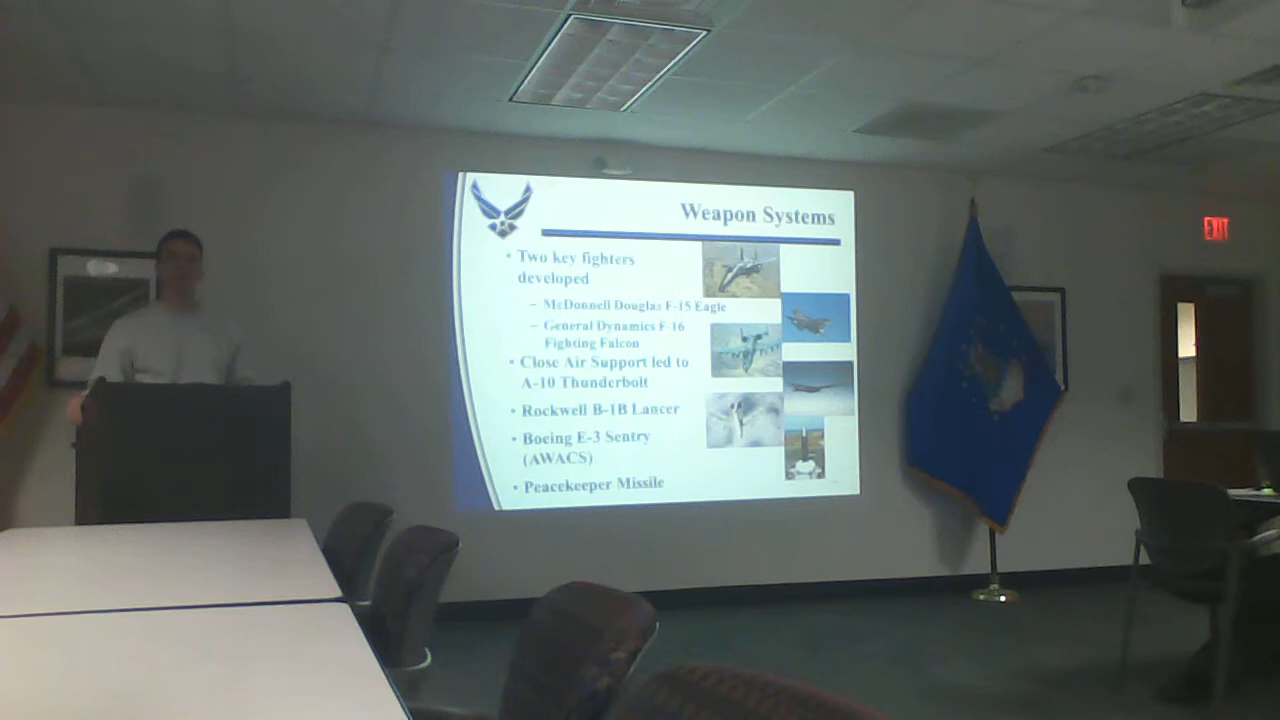 Weapon Systems
• Two key fighters
developed
– McDonnell Douglas F-15 Eagle
– General Dynamics F-16
Fighting Falcon
• Close Air Support led to
A-10 Thunderbolt
• Rockwell B-1B Lancer
• Boeing E-3 Sentry
(AWACS)
• Peacekeeper Missile
EXIT